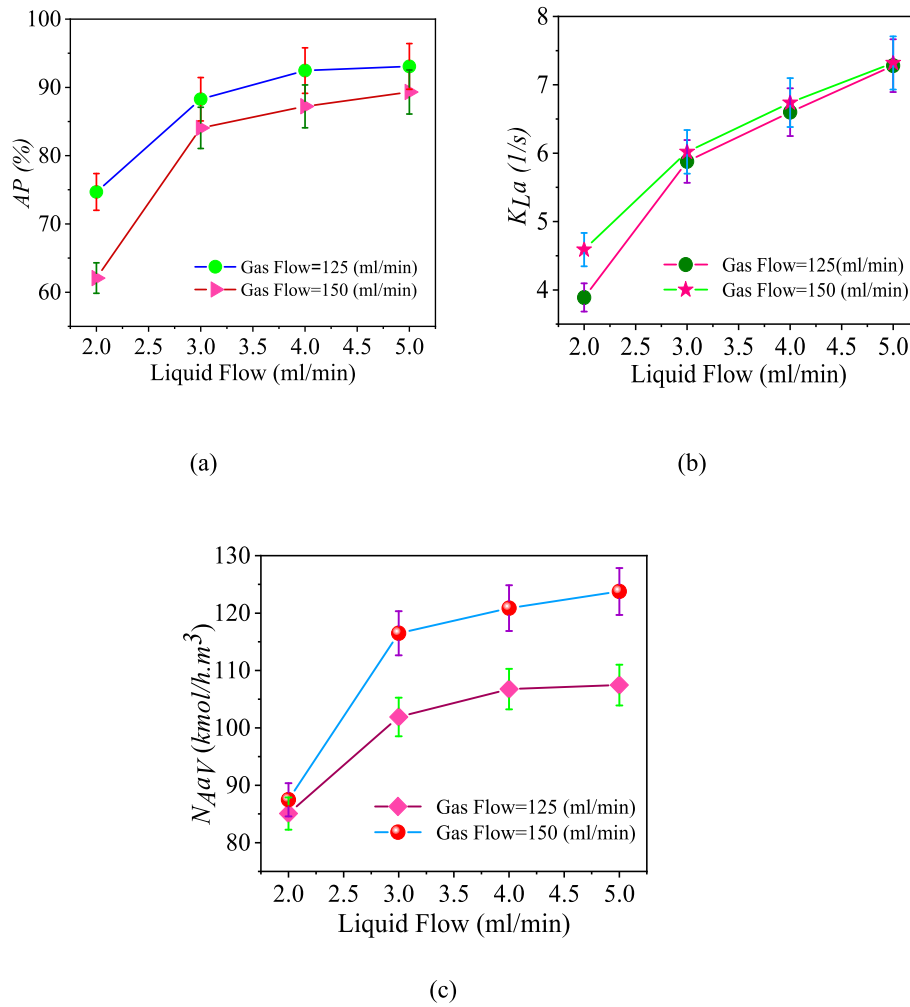 100
90
80
70
60
AP (%)
Gas Flow=125 (ml/min)
Gas Flow=150 (ml/min)
2.0 2.5 3.0 3.5 4.0 4.5 5.0
Liquid Flow (ml/min)
(a)
8
7
6
5
4
KLa (1/s)
Gas Flow=125(ml/min)
Gas Flow=150 (ml/min)
2.0 2.5 3.0 3.5 4.0 4.5 5.0
Liquid Flow (ml/min)
(b)
130
120
110
100
90
80
NAaV (kmol/h.m³)
Gas Flow=125 (ml/min)
Gas Flow=150 (ml/min)
2.0 2.5 3.0 3.5 4.0 4.5 5.0
Liquid Flow (ml/min)
(c)